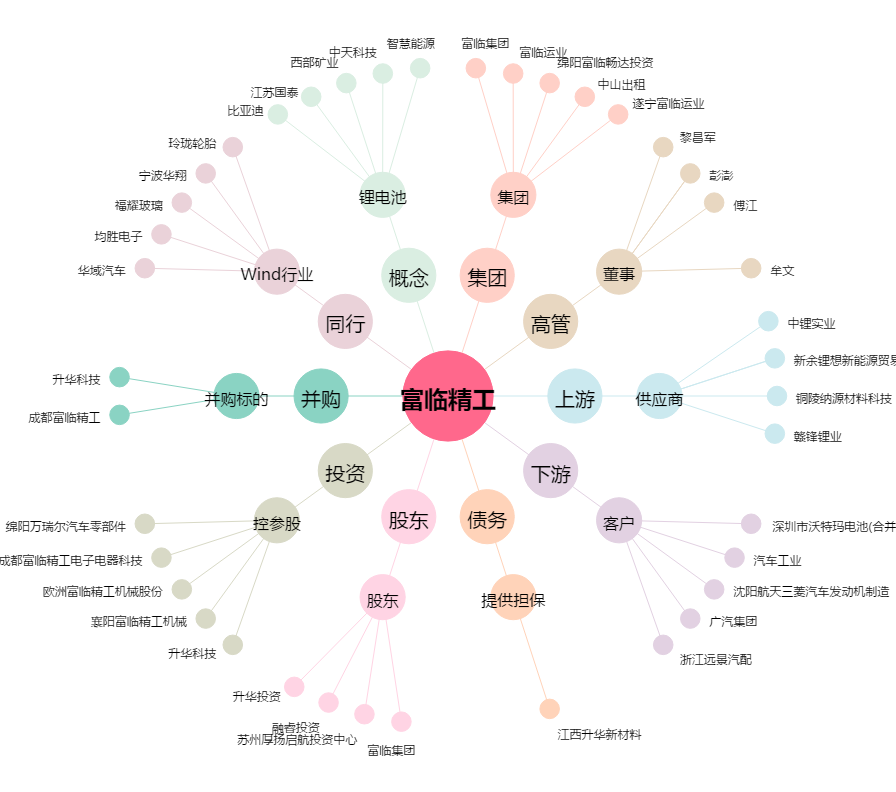 智慧能源
富临集团
中天科技
富临运业
西部矿业
绵阳富临畅达投资
江苏国泰
中山出租
比亚迪
遂宁富临运业
玲珑轮胎
黎昌军
宁波华翔
彭澎
锂电池
集团
福耀玻璃
傅江
均胜电子
华域汽车
Wind行业
概念
集团
董事
牟文
同行
高管
中锂实业
新余锂想新能源贸易
升华科技
并购标的
并购
富临精工
上游
供应商
铜陵纳源材料科技
成都富临精工
赣锋锂业
投资
下游
绵阳万瑞尔汽车零部件
控参股
股东
债务
客户
深圳市沃特玛电池(合并
成都富临精工电子电器科技
汽车工业
欧洲富临精工机械股份
沈阳航天三菱汽车发动机制造
股东
提供担保
襄阳富临精工机械
广汽集团
升华科技
浙江远景汽配
升华投资
融睿投资
苏州厚扬启航投资中心
富临集团
江西升华新材料